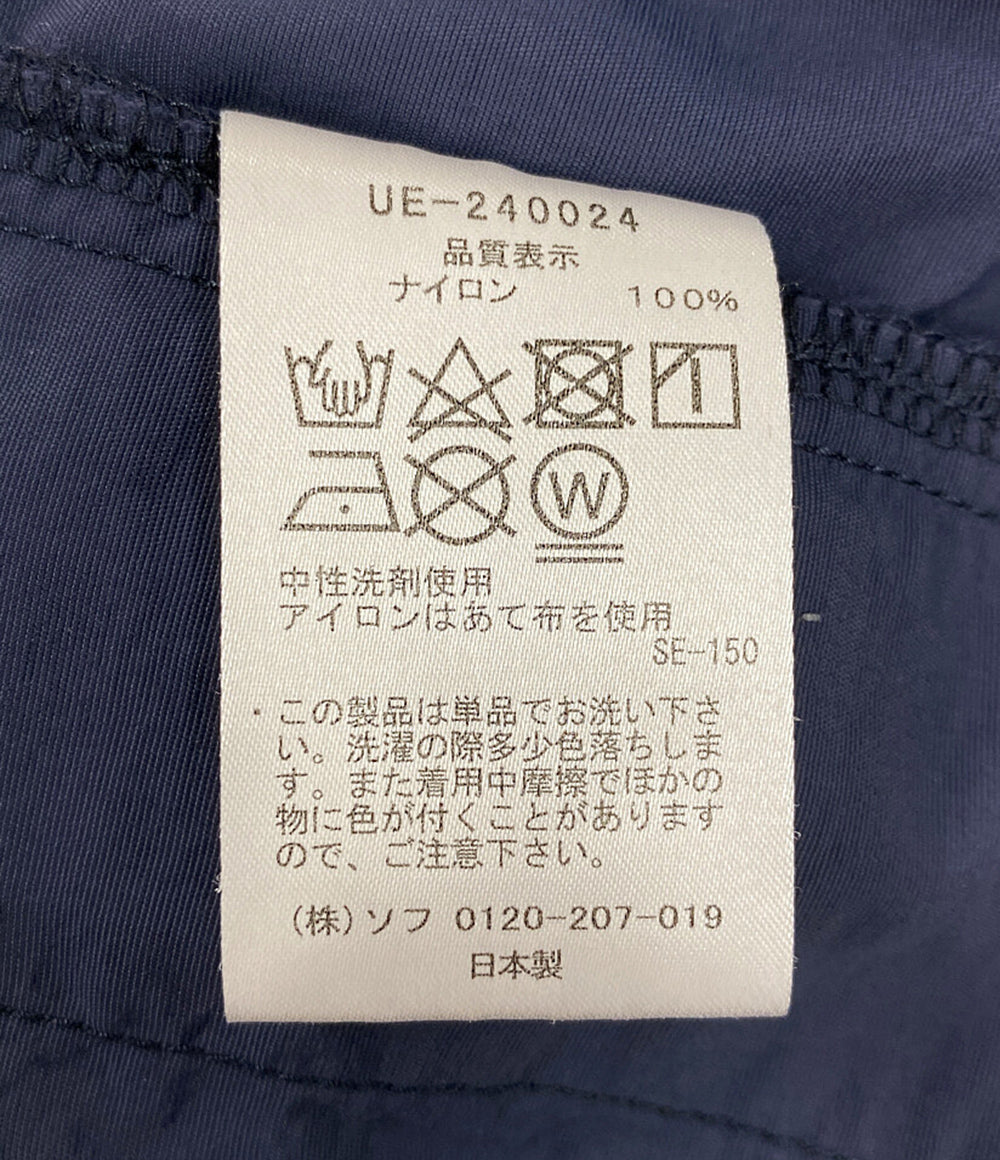 UE-240024
品質表示
ナイロン 100%
W
中性洗剤使用
アイロンはあて布を使用
SE-150
・この製品は単品でお洗い下さ
い。洗濯の際多少色落ちしま
す。また着用中摩擦でほかの
物に色が付くことがあります
ので、ご注意下さい。
(株)ソフ 0120-207-019
日本製